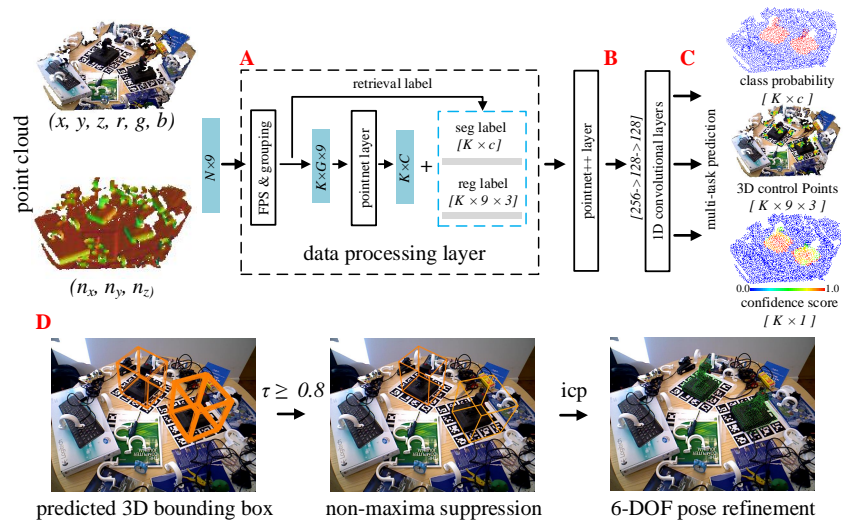 A
B
C
point cloud
(x, y, z, r, g, b)
(nx, ny, nz)
N×9
FPS & grouping
retrieval label
K×G×9
pointnet layer
K×C
+
seg label
[K × c]
reg label
[K × 9 × 3]
data processing layer
pointnet++ layer
[256->128->128]
1D convolutional layers
multi-task prediction
class probability
[ K × c ]
3D control Points
[ K × 9 × 3 ]
0.0 1.0
confidence score
[ K × 1 ]
D
τ ≥ 0.8
icp
predicted 3D bounding box
non-maxima suppression
6-DOF pose refinement